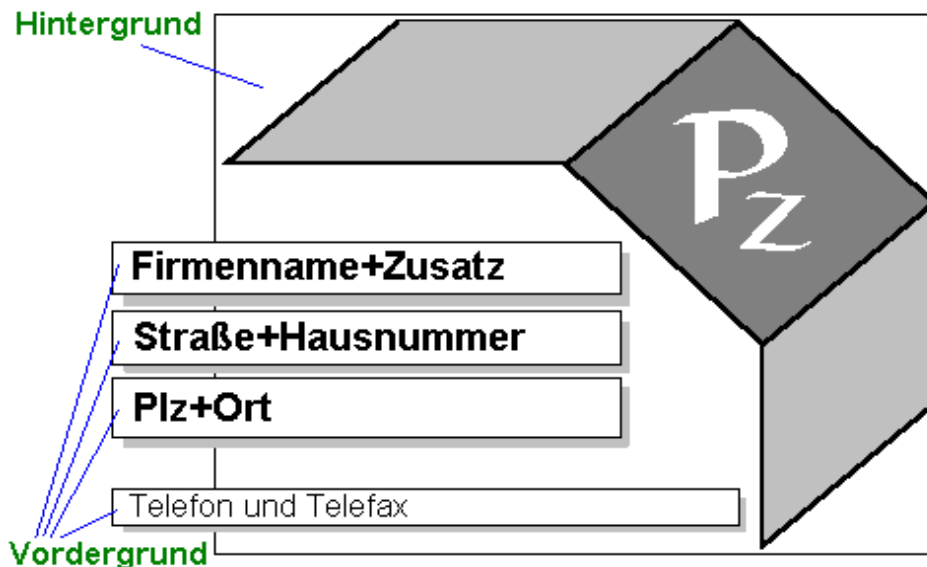 Hintergrund
Pz
Firmenname+Zusatz
Straße+Hausnummer
Plz+Ort
Telefon und Telefax
Vordergrund